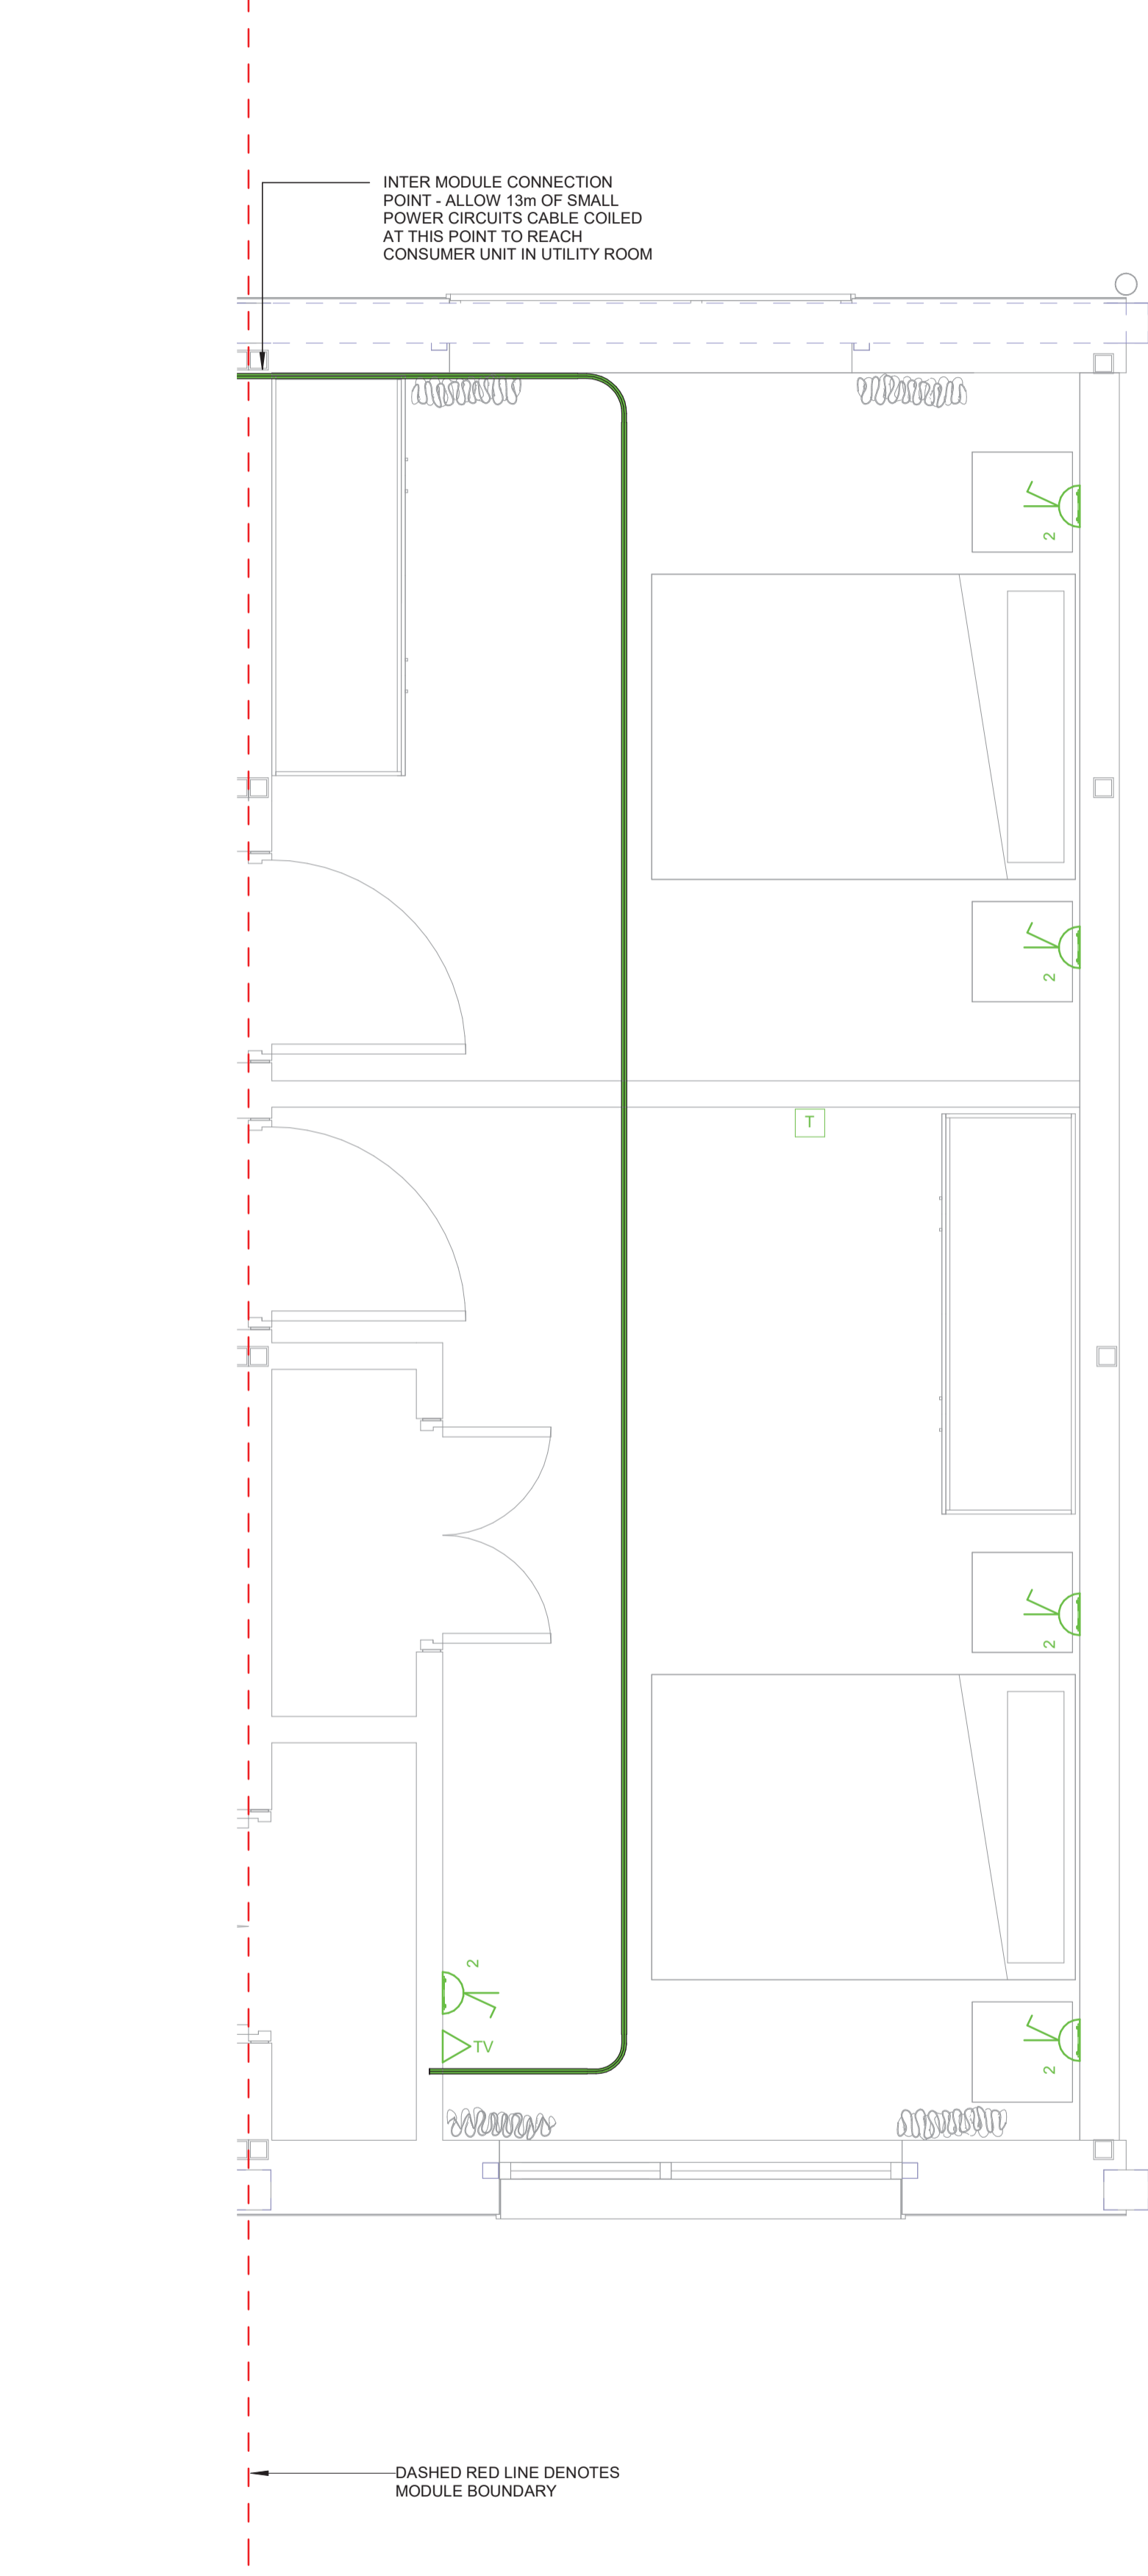 INTER MODULE CONNECTION
POINT - ALLOW 13m OF SMALL
POWER CIRCUITS CABLE COILED
AT THIS POINT TO REACH
CONSUMER UNIT IN UTILITY ROOM
2
2
T
2
2
TV
2
DASHED RED LINE DENOTES
MODULE BOUNDARY